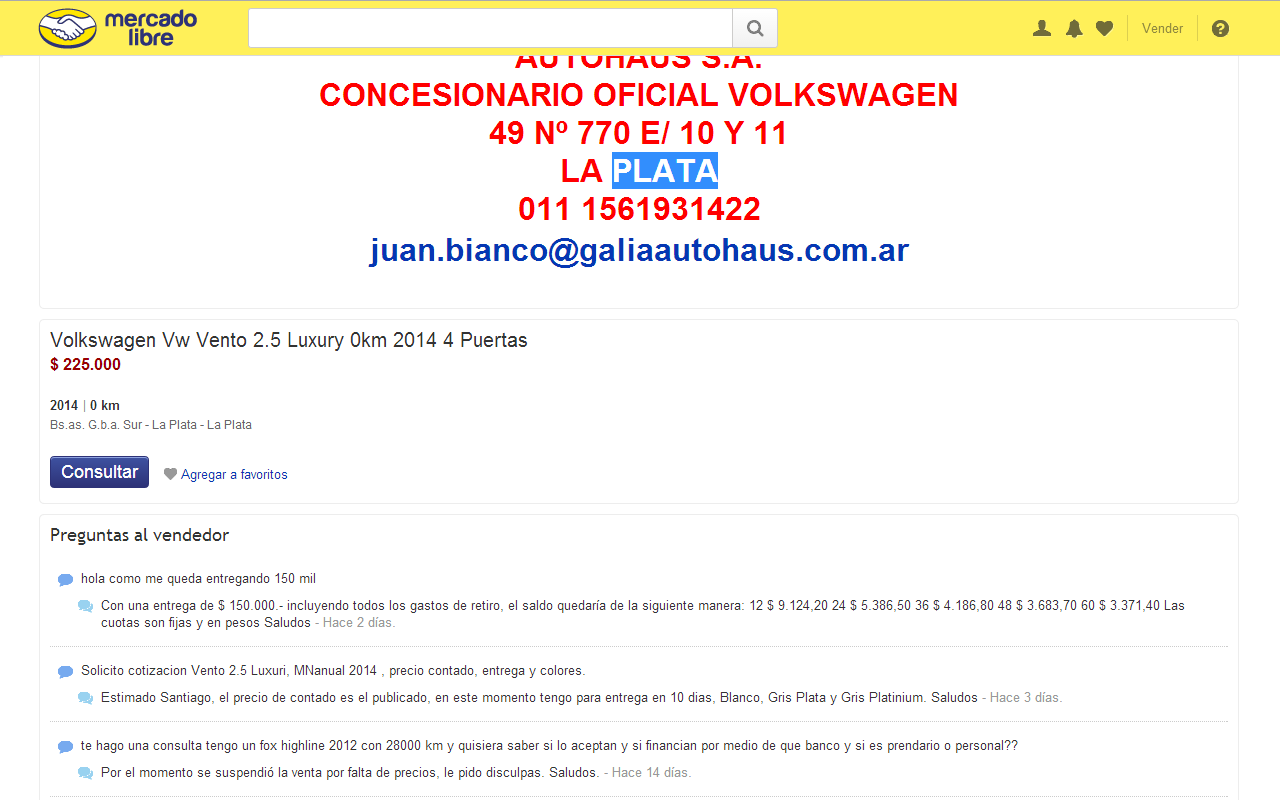 mercado
libre
Vender
AUTOHAUS S.A.
CONCESIONARIO OFICIAL VOLKSWAGEN
49 Nº 770 E/ 10 Y 11
LA PLATA
011 1561931422
juan.bianco@galiaautohaus.com.ar
Volkswagen Vw Vento 2.5 Luxury 0km 2014 4 Puertas
$ 225.000
2014 | 0 km
Bs.as. G.b.a. Sur - La Plata - La Plata
Consultar
Agregar a favoritos
Preguntas al vendedor
hola como me queda entregando 150 mil
Con una entrega de $ 150.000.- incluyendo todos los gastos de retiro, el saldo quedaría de la siguiente manera: 12 $ 9.124,20 24 $ 5.386,50 36 $ 4.186,80 48 $ 3.683,70 60 $ 3.371,40 Las
cuotas son fijas y en pesos Saludos - Hace 2 días.
Solicito cotizacion Vento 2.5 Luxuri, MNanual 2014 , precio contado, entrega y colores.
Estimado Santiago, el precio de contado es el publicado, en este momento tengo para entrega en 10 dias, Blanco, Gris Plata y Gris Platinium. Saludos - Hace 3 días.
te hago una consulta tengo un fox highline 2012 con 28000 km y quisiera saber si lo aceptan y si financian por medio de que banco y si es prendario o personal??
Por el momento se suspendió la venta por falta de precios, le pido disculpas. Saludos. - Hace 14 días.